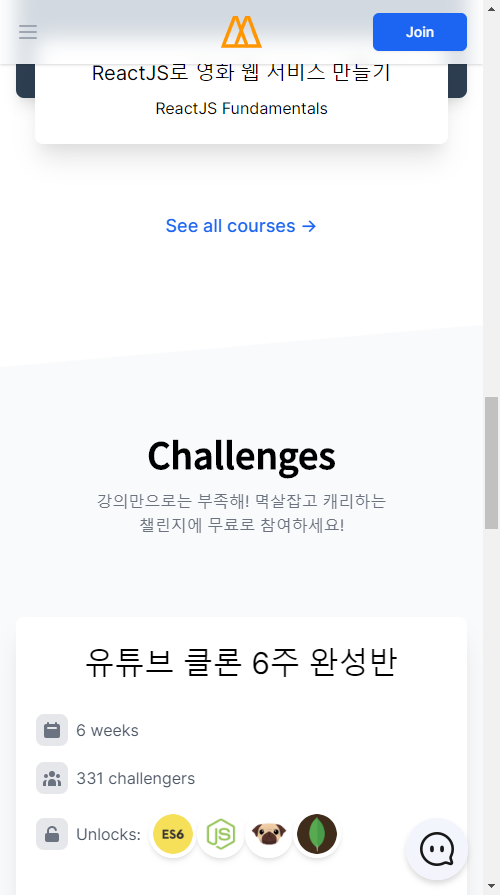 Join
ReactJS로 영화 웹 서비스 만들기
ReactJS Fundamentals
See all courses →
Challenges
강의만으로는 부족해! 멱살잡고 캐리하는
챌린지에 무료로 참여하세요!
유튜브 클론 6주 완성반
6 weeks
331 challengers
Unlocks: ES6 JS